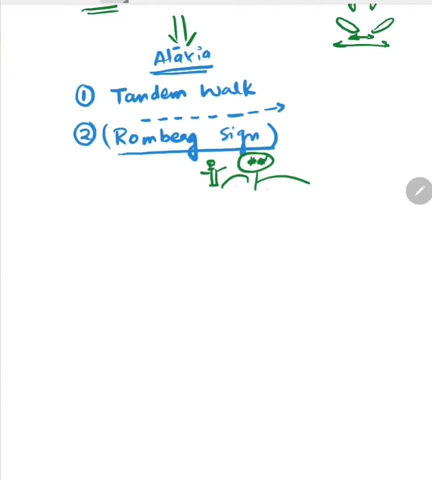 Ataxia
① Tandem Walk
② (Romberg Sign)